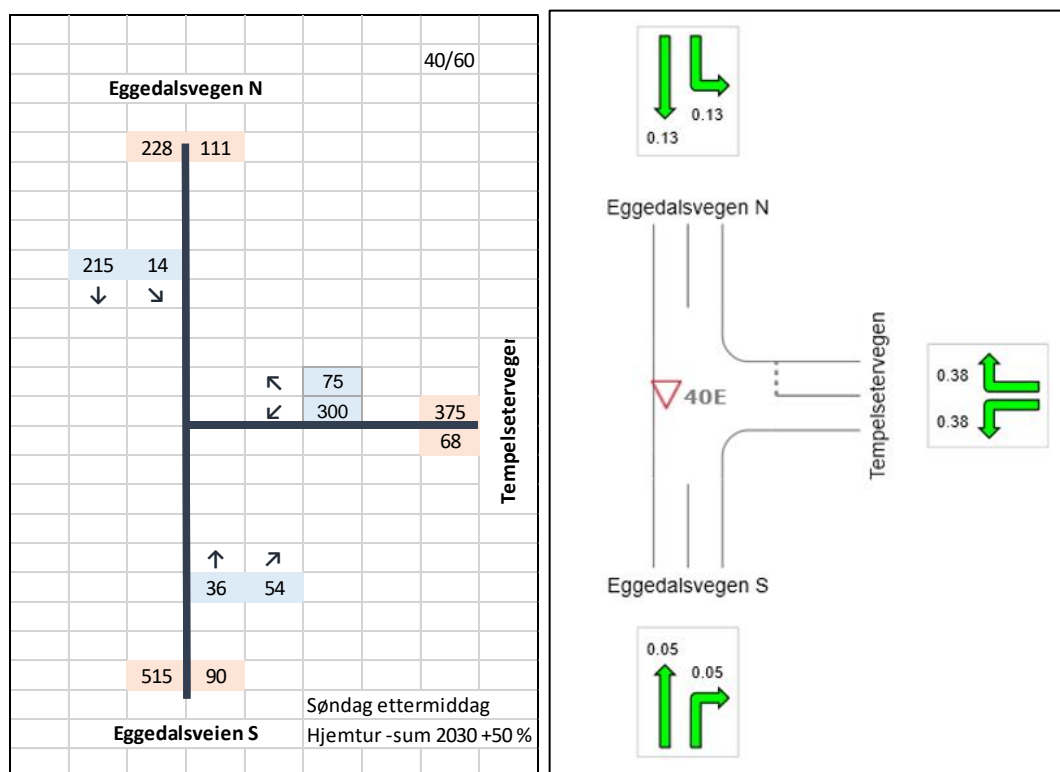 40/60
Eggedalsvegen N
228 111
215 14
↓ ↘
↖ 75
↙ 300 375
68
Tempelsetervegen
↑ ↗
36 54
515 90
Søndag ettermiddag
Eggedalsveien S Hjemtur -sum 2030 +50 %
0.13
0.13
Eggedalsvegen N
40E
Tempelsetervegen
0.38
0.38
Eggedalsvegen S
0.05
0.05